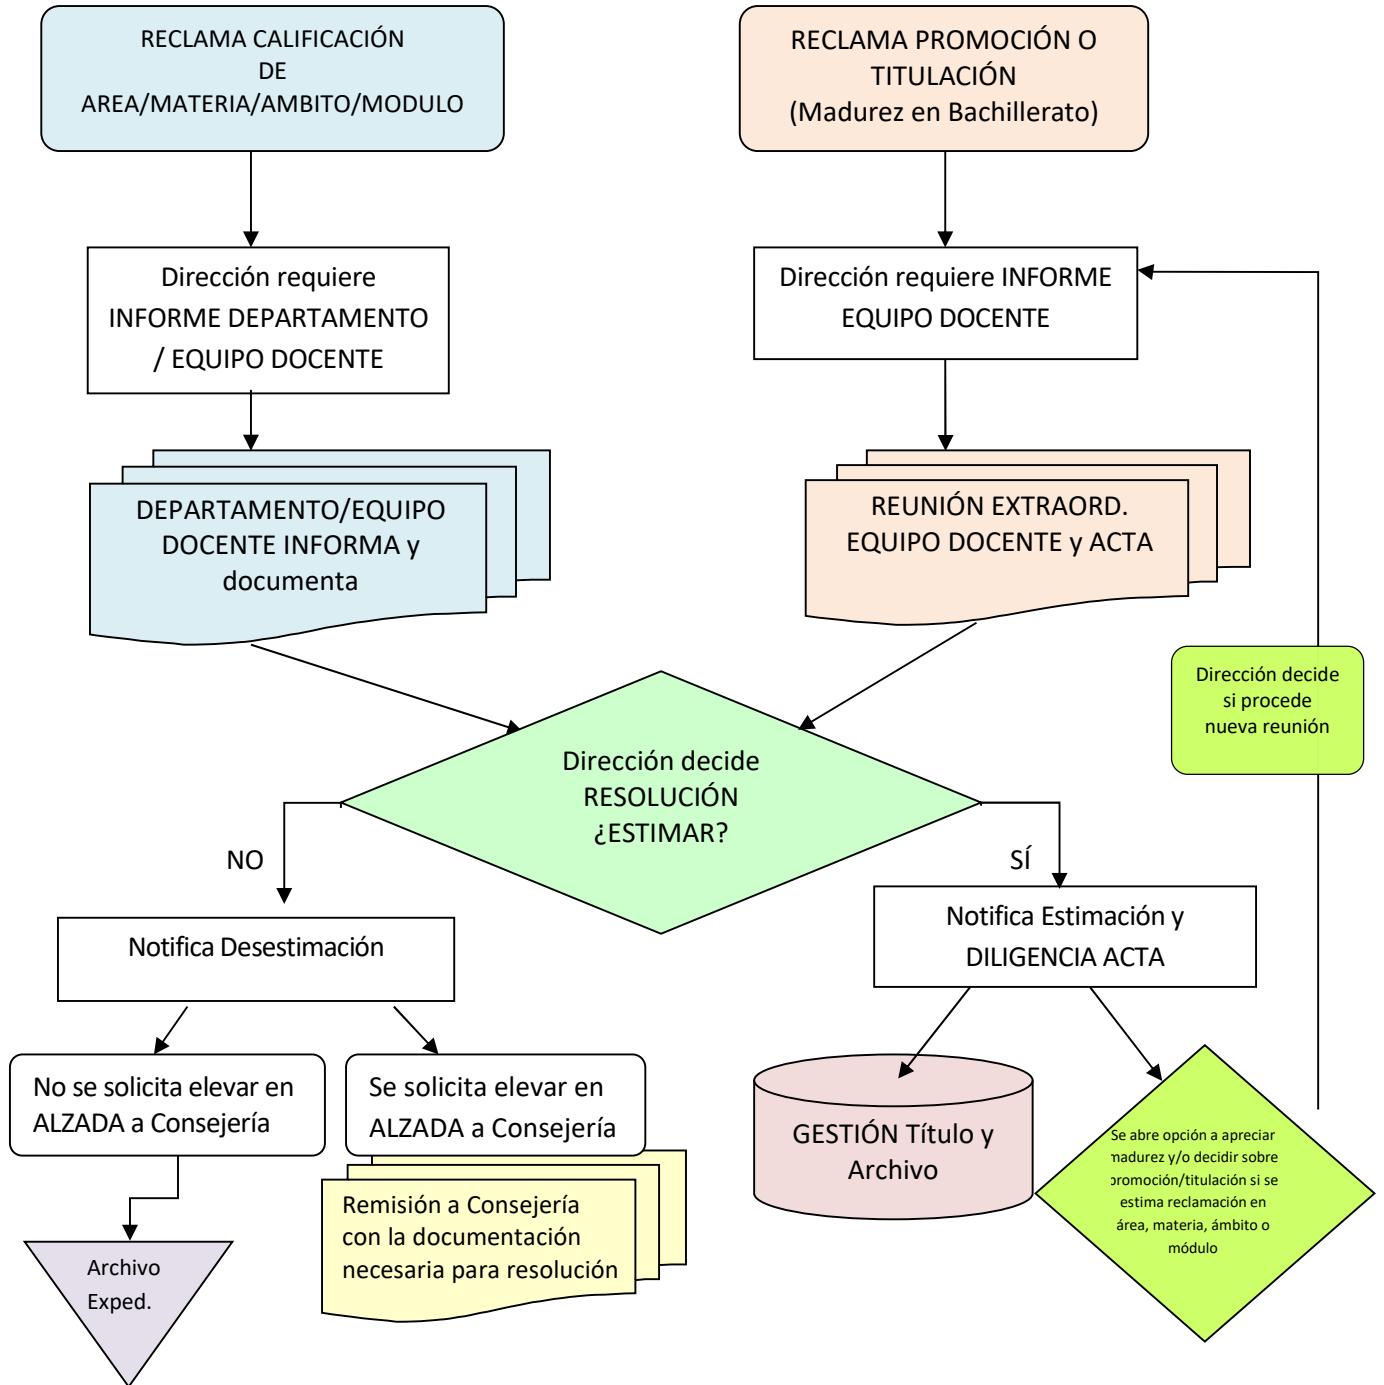 RECLAMA CALIFICACIÓN
DE
AREA/MATERIA/AMBITO/MODULO
RECLAMA PROMOCIÓN O
TITULACIÓN
(Madurez en Bachillerato)
Dirección requiere
INFORME DEPARTAMENTO
/ EQUIPO DOCENTE
Dirección requiere INFORME
EQUIPO DOCENTE
DEPARTAMENTO/EQUIPO
DOCENTE INFORMA y
documenta
REUNIÓN EXTRAORD.
EQUIPO DOCENTE y ACTA
Dirección decide
si procede
nueva reunión
Dirección decide
RESOLUCIÓN
¿ESTIMAR?
NO
SÍ
Notifica Desestimación
Notifica Estimación y
DILIGENCIA ACTA
No se solicita elevar en
ALZADA a Consejería
Se solicita elevar en
ALZADA a Consejería
GESTIÓN Título y
Archivo
Se abre opción a apreciar
madurez y/o decidir sobre
promoción/titulación si se
estima reclamación en
área, materia, ámbito o
módulo
Remisión a Consejería
con la documentación
necesaria para resolución
Archivo
Exped.